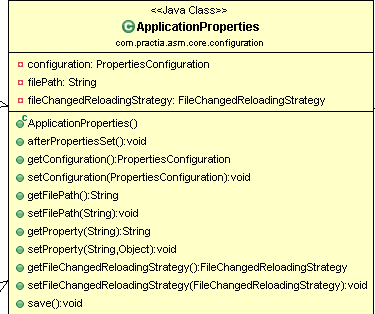 <<Java Class>>
ApplicationProperties
com.practia.asm.core.configuration
configuration: PropertiesConfiguration
filePath: String
fileChangedReloadingStrategy: FileChangedReloadingStrategy
ApplicationProperties()
afterPropertiesSet():void
getConfiguration():PropertiesConfiguration
setConfiguration(PropertiesConfiguration):void
getFilePath():String
setFilePath(String):void
getProperty(String):String
setProperty(String,Object):void
getFileChangedReloadingStrategy():FileChangedReloadingStrategy
setFileChangedReloadingStrategy(FileChangedReloadingStrategy):void
save():void